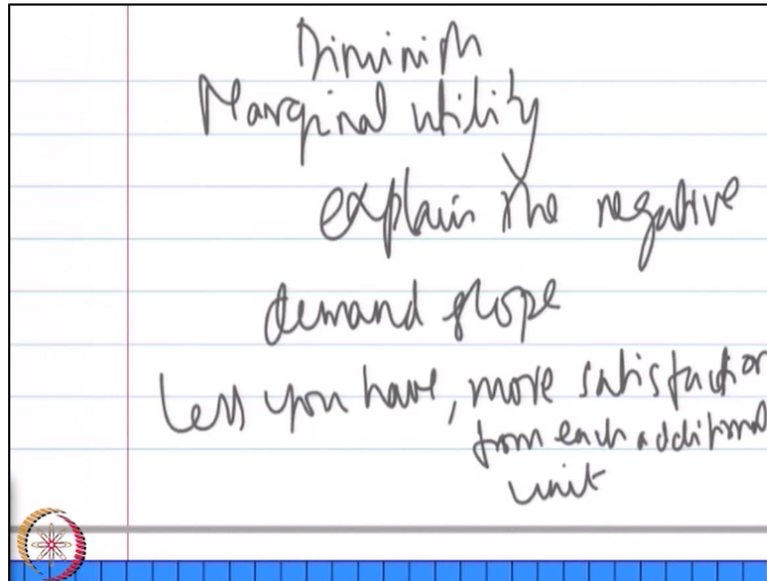 Diminish
Marginal utility
explain the negative
demand slope
Less you have, more satisfaction
from each additional
unit